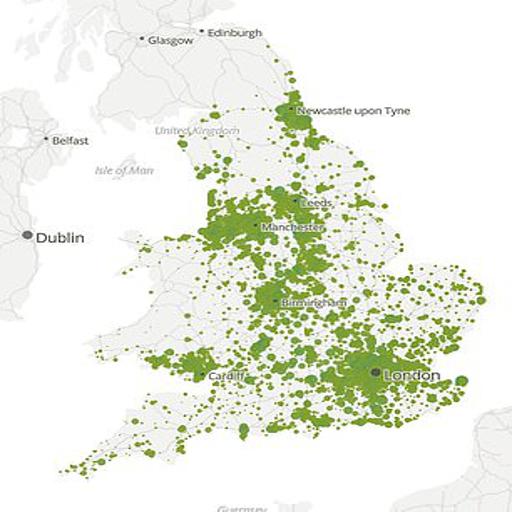 Edinburgh
Glasgow
Newcastle upon Tyne
United Kingdom
Belfast
Isle of Man
Leeds
Manchester
Dublin
Birmingham
London
Cardiff
Guernsey